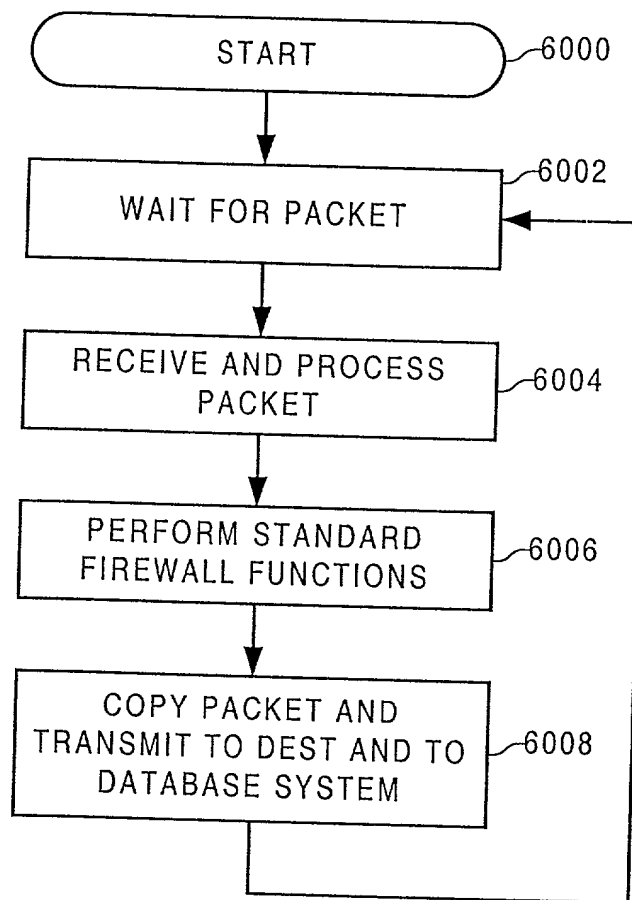 START
6000
WAIT FOR PACKET
6002
RECEIVE AND PROCESS
PACKET
6004
PERFORM STANDARD
FIREWALL FUNCTIONS
6006
COPY PACKET AND
TRANSMIT TO DEST AND TO
DATABASE SYSTEM
6008